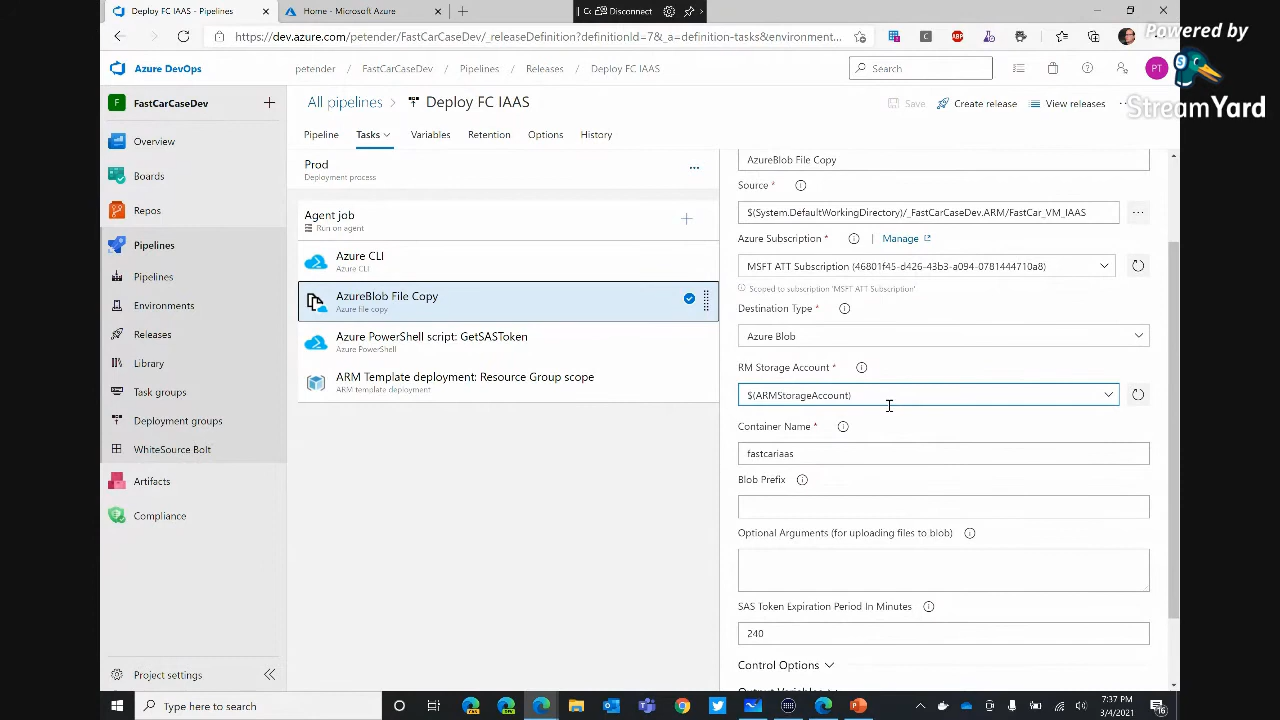 Deploy FC IAAS - Pipelines
Home - Microsoft Azure
Disconnect
https://dev.azure.com/petender/FastCarCaseDev/_releaseDefinition?definitionId=7&_a=definition-tasks&environment...
Powered by
StreamYard
Azure DevOps
petender / FastCarCaseDev / Pipelines / Releases / Deploy FC IAAS
Search
PT
FastCarCaseDev
All pipelines > Deploy FC IAAS
Save
Create release
View releases
...
Pipeline
Tasks
Variables
Retention
Options
History
Overview
Boards
Repos
Pipelines
Pipelines
Environments
Releases
Library
Task groups
Deployment groups
WhiteSource Bolt
Artifacts
Compliance
Project settings
Prod
Deployment process
Agent job
Run on agent
Azure CLI
Azure CLI
AzureBlob File Copy
Azure file copy
Azure PowerShell script: GetSASToken
Azure PowerShell
ARM Template deployment: Resource Group scope
ARM template deployment
AzureBlob File Copy
Source *
$(System.DefaultWorkingDirectory)/_FastCarCaseDev.ARM/FastCar_VM_IAAS
Azure Subscription * | Manage
MSFT ATT Subscription (46801f45-d426-43b3-a094-0781444710a8)
Scoped to subscription 'MSFT ATT Subscription'
Destination Type *
Azure Blob
RM Storage Account *
$(ARMStorageAccount)
Container Name *
fastcariaas
Blob Prefix
Optional Arguments (for uploading files to blob)
SAS Token Expiration Period In Minutes
240
Control Options
Output Variables
Type here to search
7:37 PM
3/4/2021